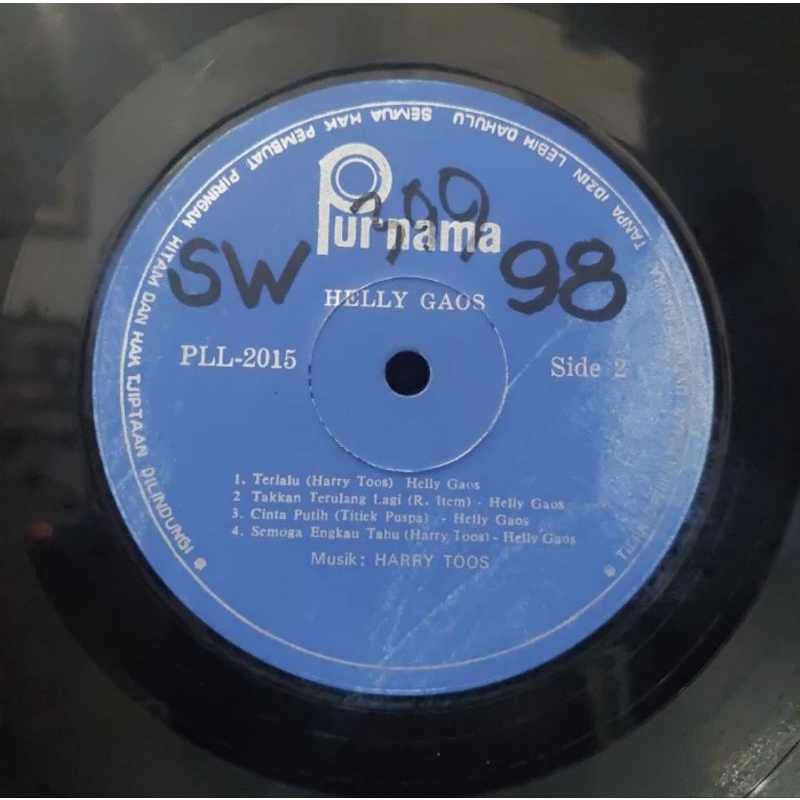 SEMUA HAK PEMBUAT PIRINGAN HITAM DAN HAK TJIPTAAN DILINDUNGI
TANPA IDZIN LEBIH DAHULU
Purnama
399
SW 98
HELLY GAOS
PLL-2015 Side 2
1. Terlalu (Harry Toos) Helly Gaos
2 Takkan Terulang Lagi (R. Item) - Helly Gaos
3. Cinta Putih (Titiek Puspa) - Helly Gaos
4. Semoga Engkau Tahu (Harry Toos) - Helly Gaos
Musik: HARRY TOOS